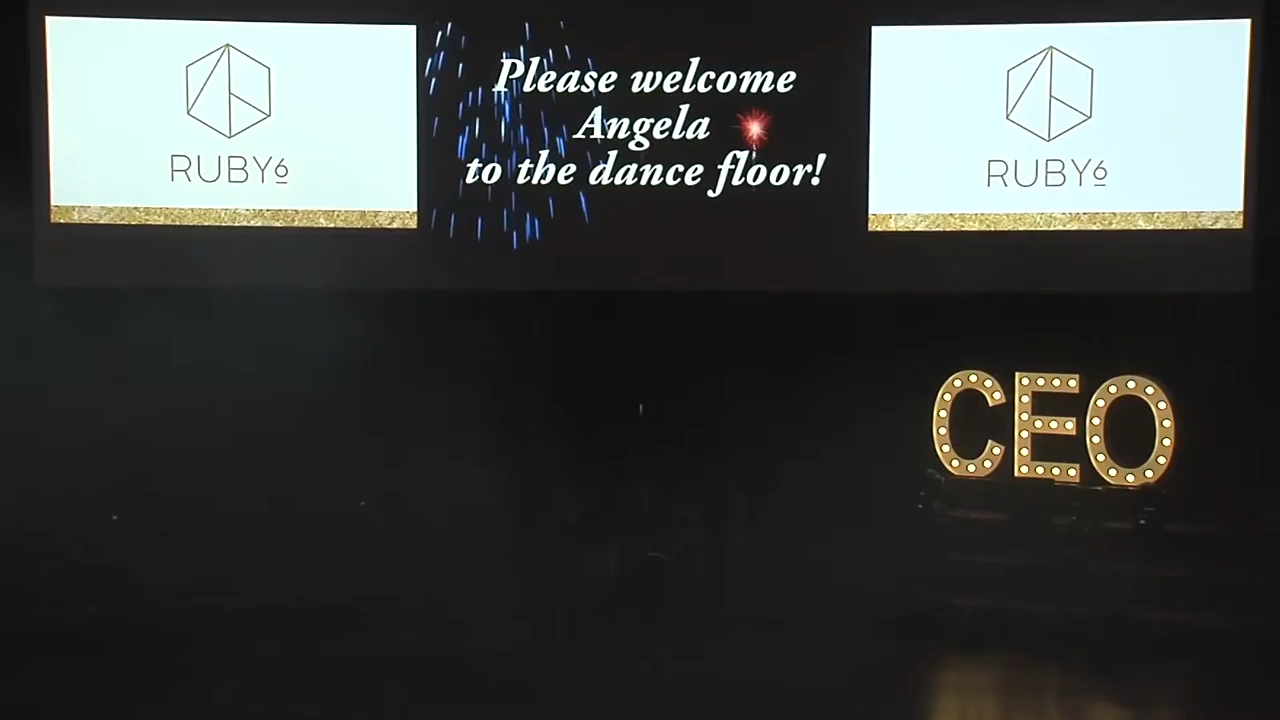 RUBY6
Please welcome
Angela
to the dance floor!
RUBY6
CEO